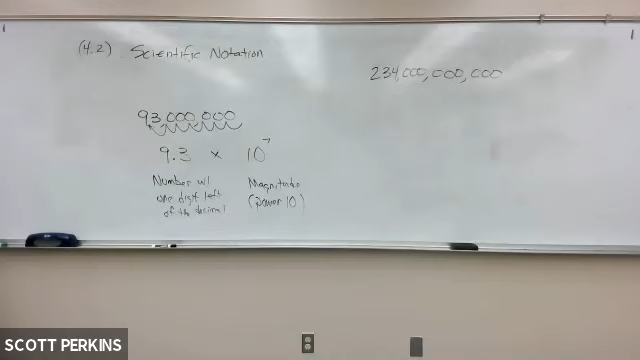 (4.2) Scientific Notation
234,000,000,000
93,000,000
9.3 x 10⁷
Number w/ one digit left of the decimal
Magnitude (power 10)
SCOTT PERKINS